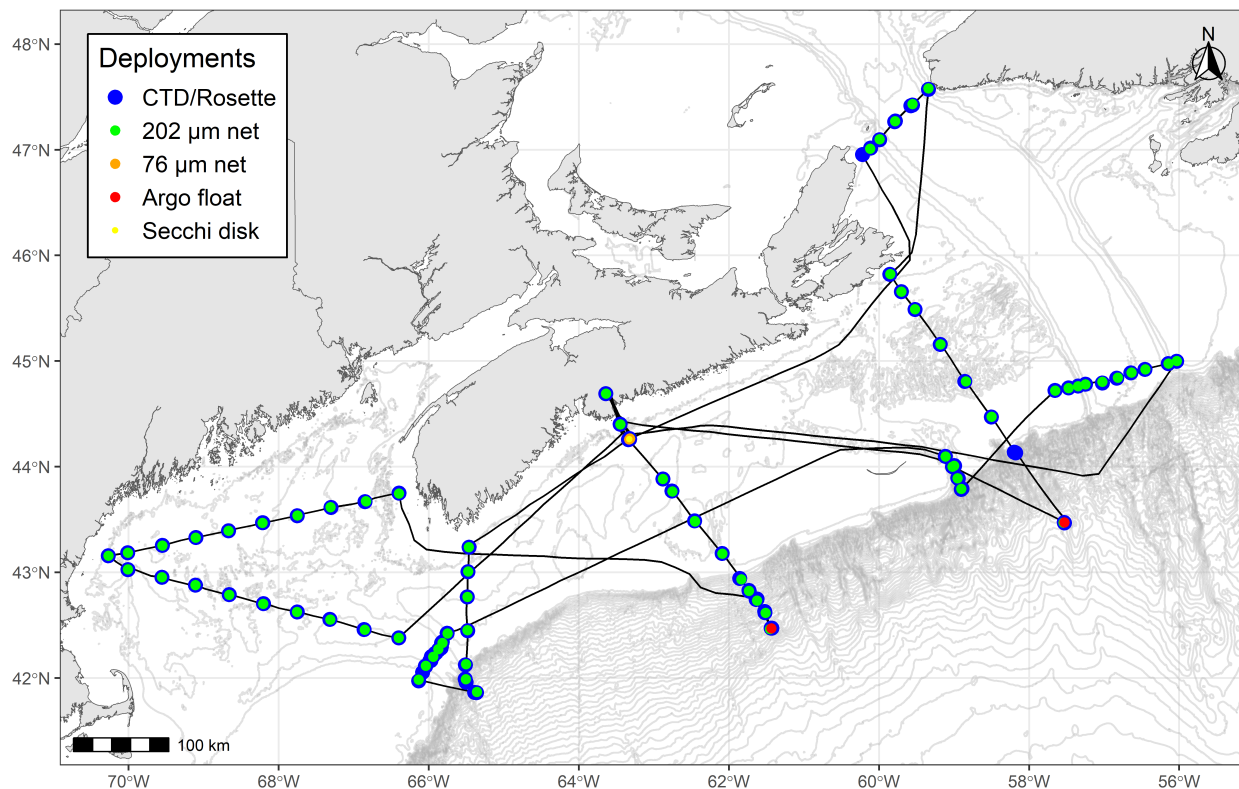 48°N
47°N
46°N
45°N
44°N
43°N
42°N
Deployments
CTD/Rosette
202 µm net
76 µm net
Argo float
Secchi disk
N
100 km
70°W
68°W
66°W
64°W
62°W
60°W
58°W
56°W